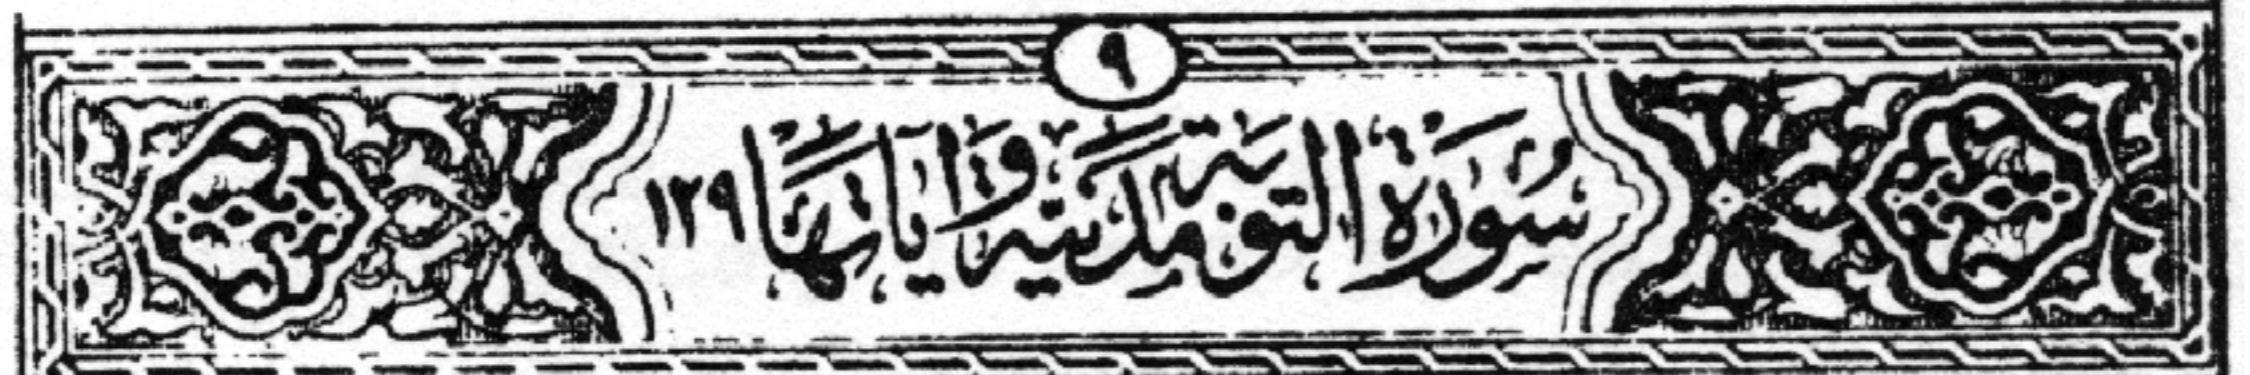 ٩
سُورَةُ التَّوبَةِ مَدَنِيَّةٌ وَآيَاتُهَا ١٢٩